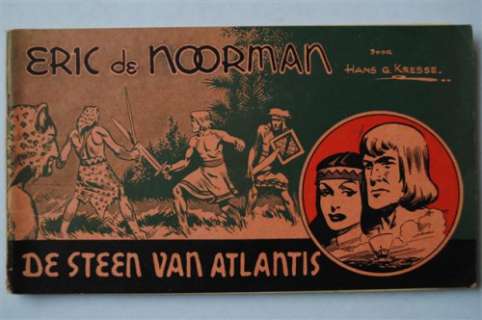 ERIC de NOORMAN
DOOR
HANS G. KRESSE.
DE STEEN VAN ATLANTIS